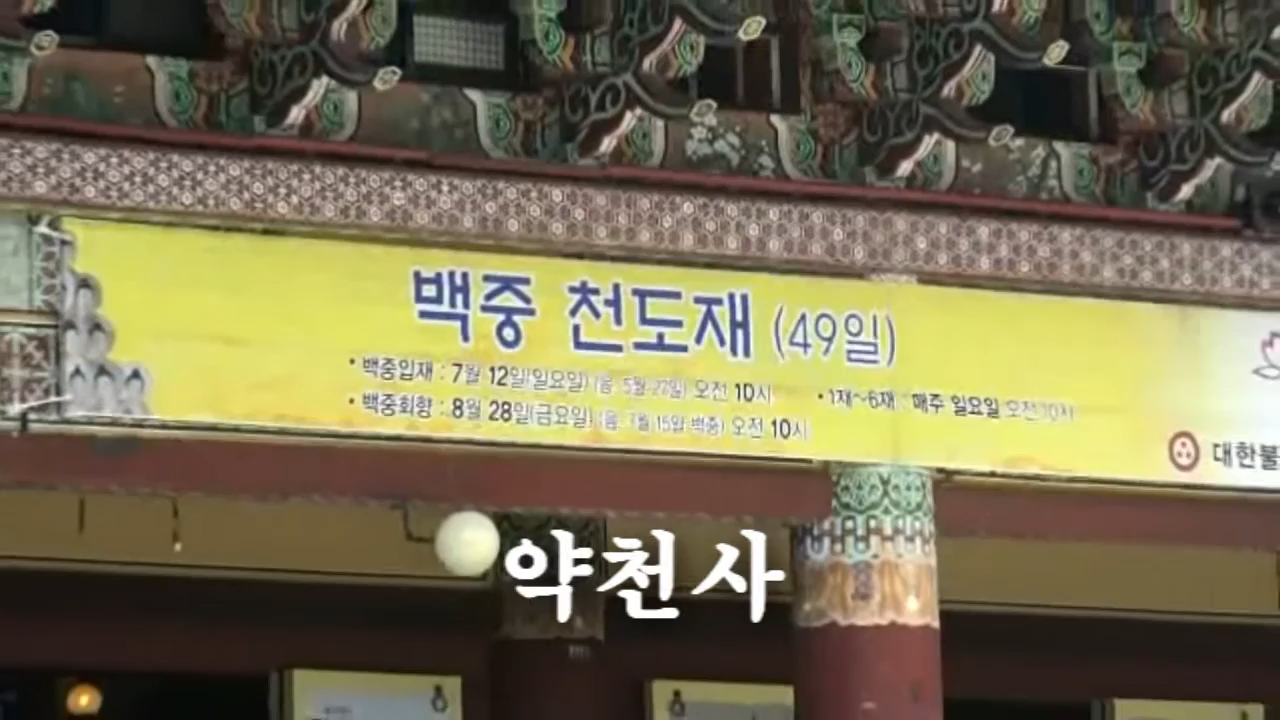 백중 천도재 (49일)
• 백중입재 : 7월 12일(일요일) (음. 5월 27일) 오전 10시
• 1재~6재 : 매주 일요일 오전 10시
• 백중회향 : 8월 28일(금요일) (음. 7월 15일 백중) 오전 10시
대한불
약천사